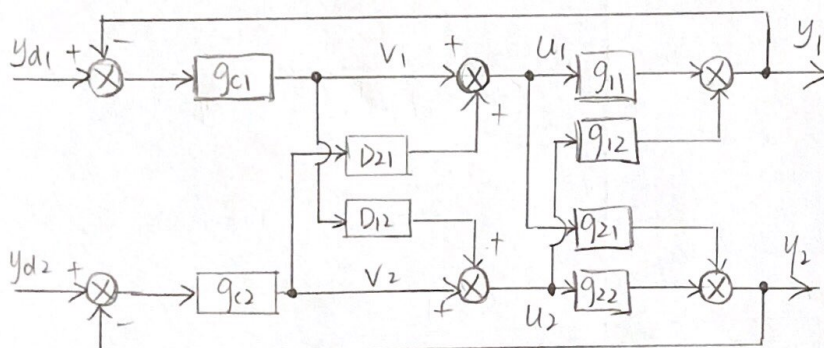 yd1 + − gc1 V1 + u1 g11 y1
+ D21 g12
D12 + g21
yd2 + − gc2 V2 + u2 g22 y2